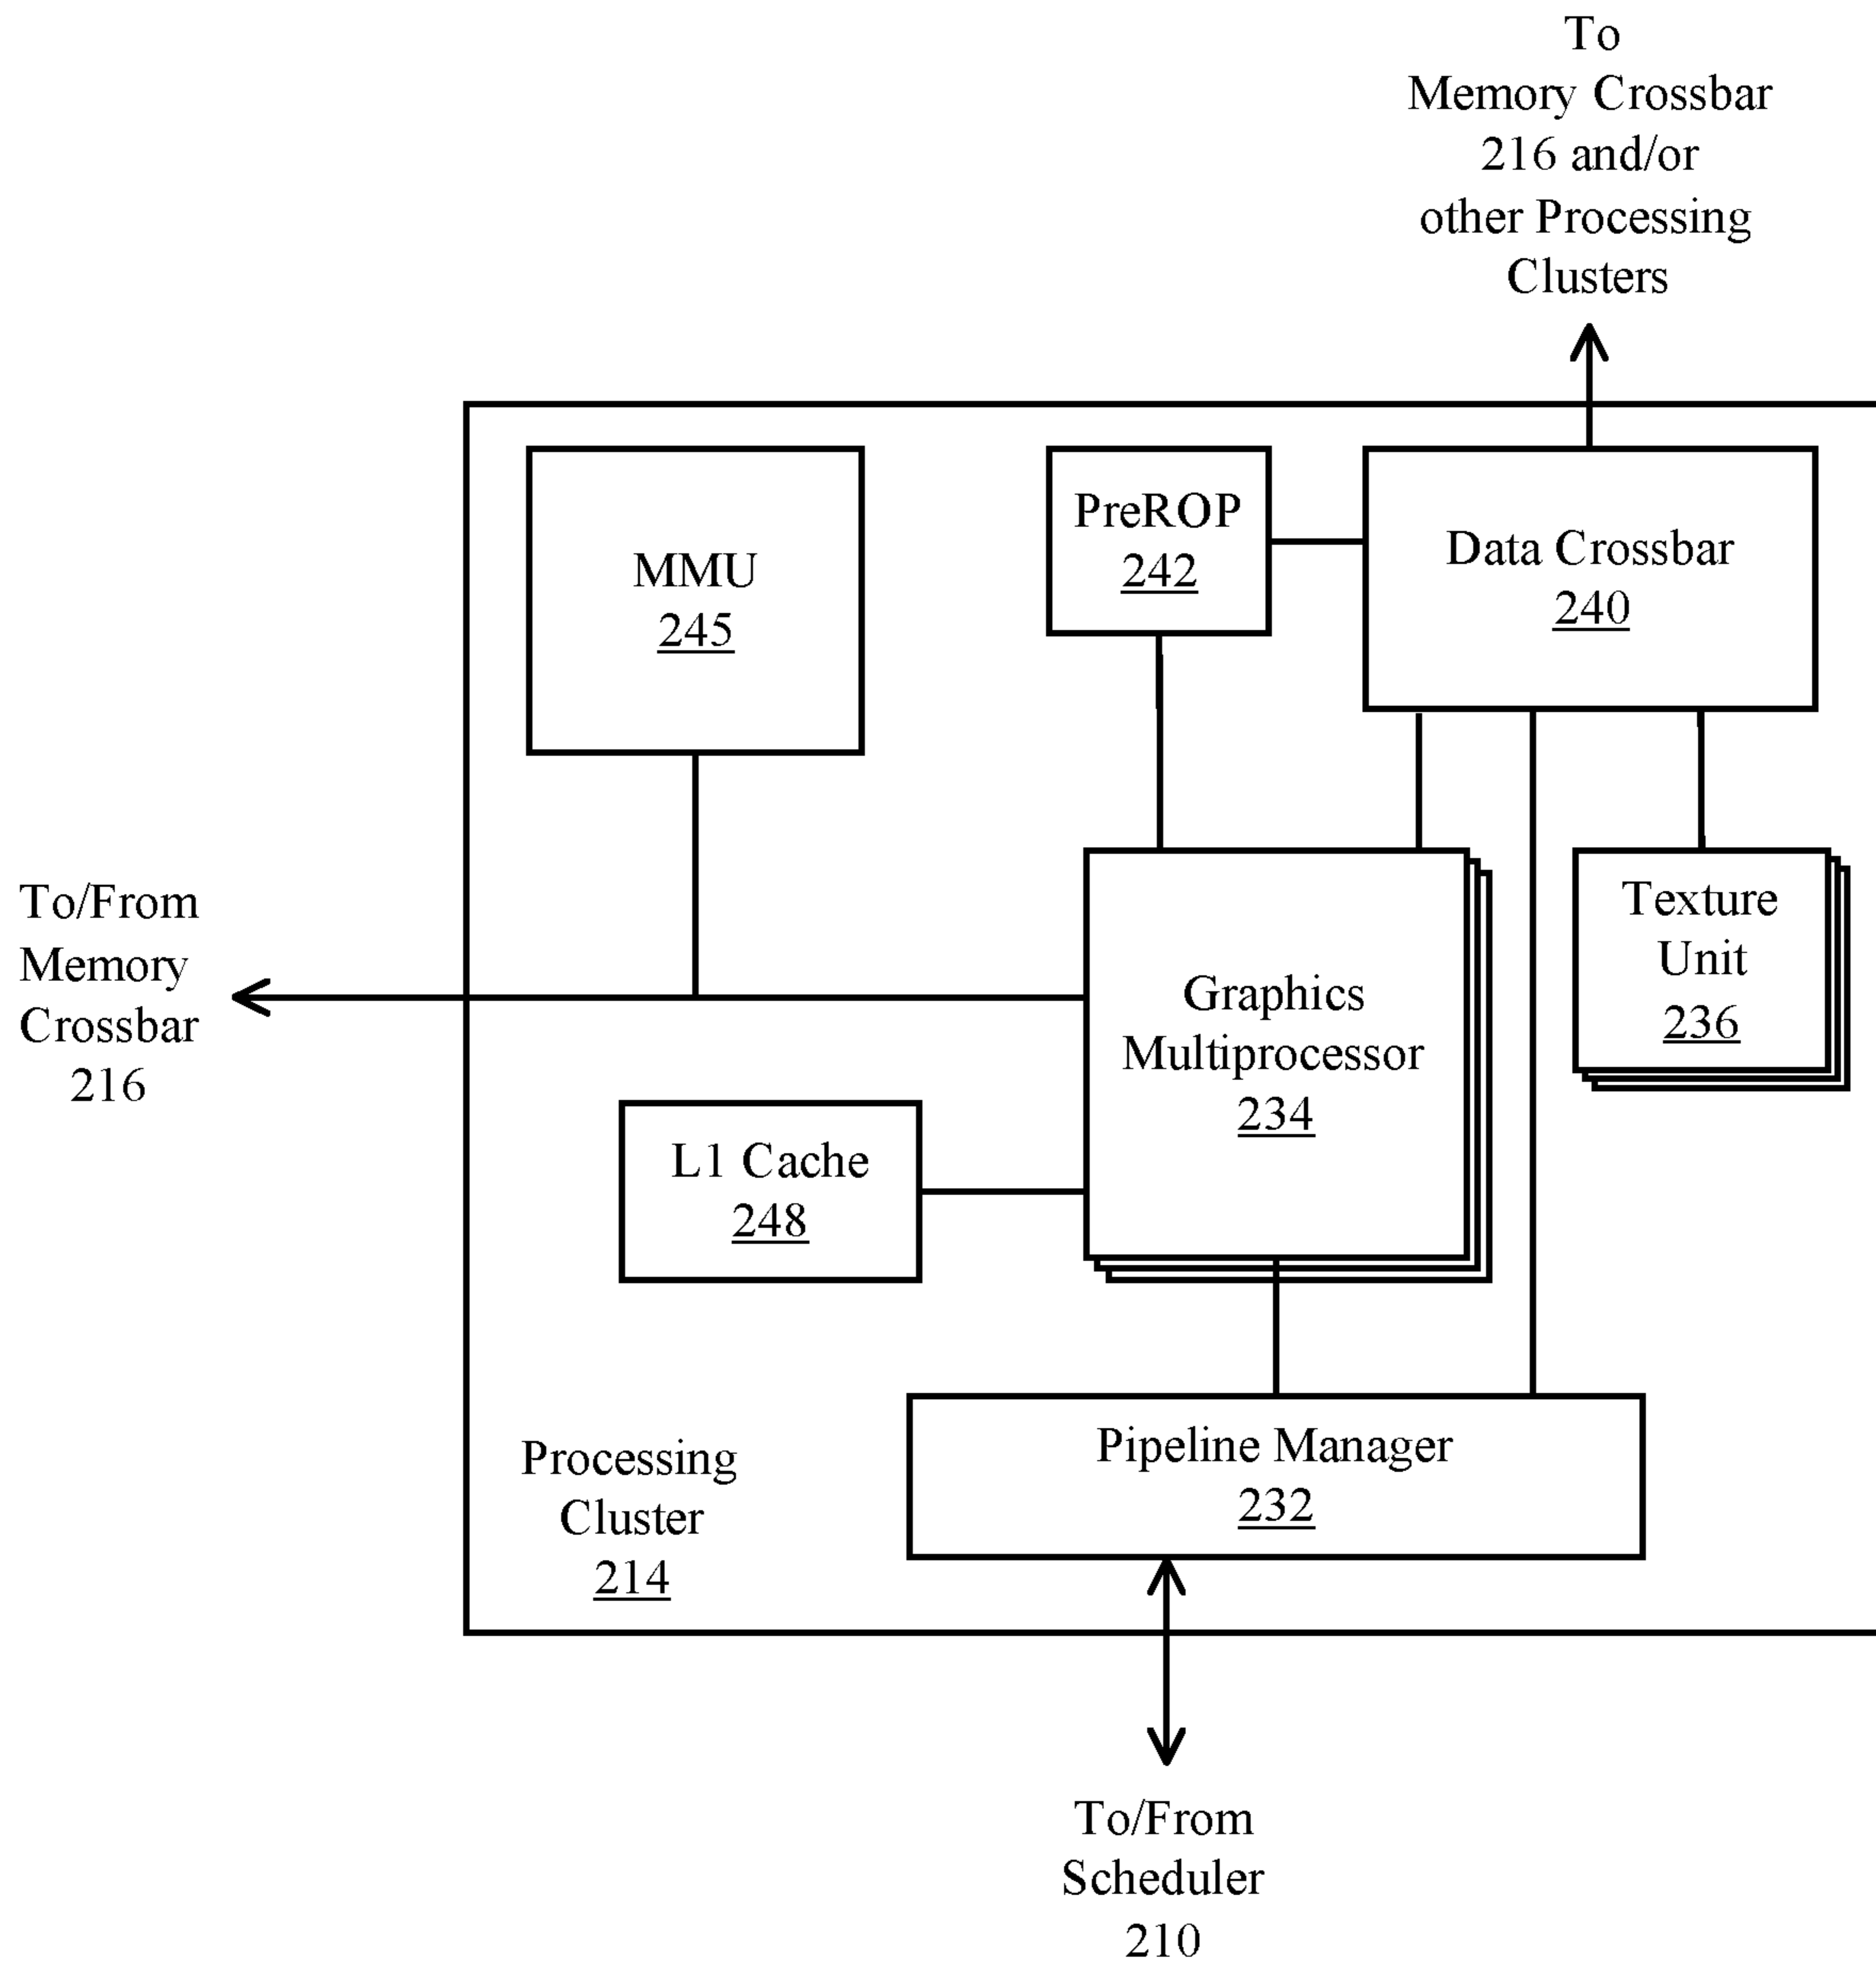 To
Memory Crossbar
216 and/or
other Processing
Clusters
MMU
245
PreROP
242
Data Crossbar
240
To/From
Memory
Crossbar
216
Graphics
Multiprocessor
234
Texture
Unit
236
L1 Cache
248
Processing
Cluster
214
Pipeline Manager
232
To/From
Scheduler
210